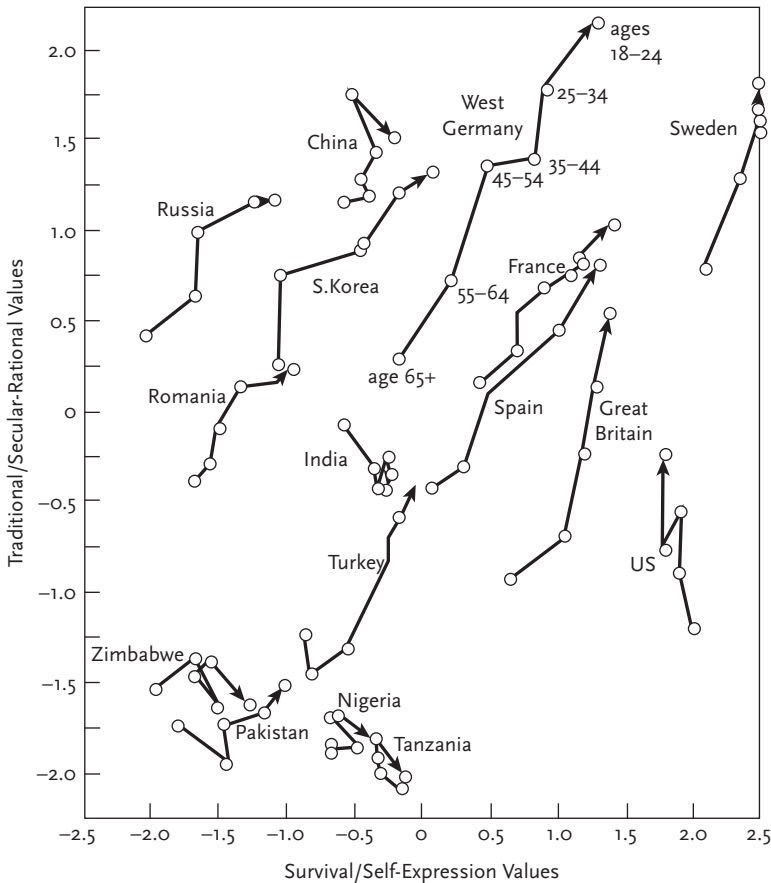 Traditional/Secular-Rational Values
2.0
1.5
1.0
0.5
0
–0.5
–1.0
–1.5
–2.0
ages
18–24
West
Germany
25–34
35–44
45–54
55–64
age 65+
China
Sweden
Russia
S.Korea
France
Romania
Spain
Great
Britain
India
Turkey
US
Zimbabwe
Pakistan
Nigeria
Tanzania
–2.5
–2.0
–1.5
–1.0
–0.5
0
0.5
1.0
1.5
2.0
2.5
Survival/Self-Expression Values